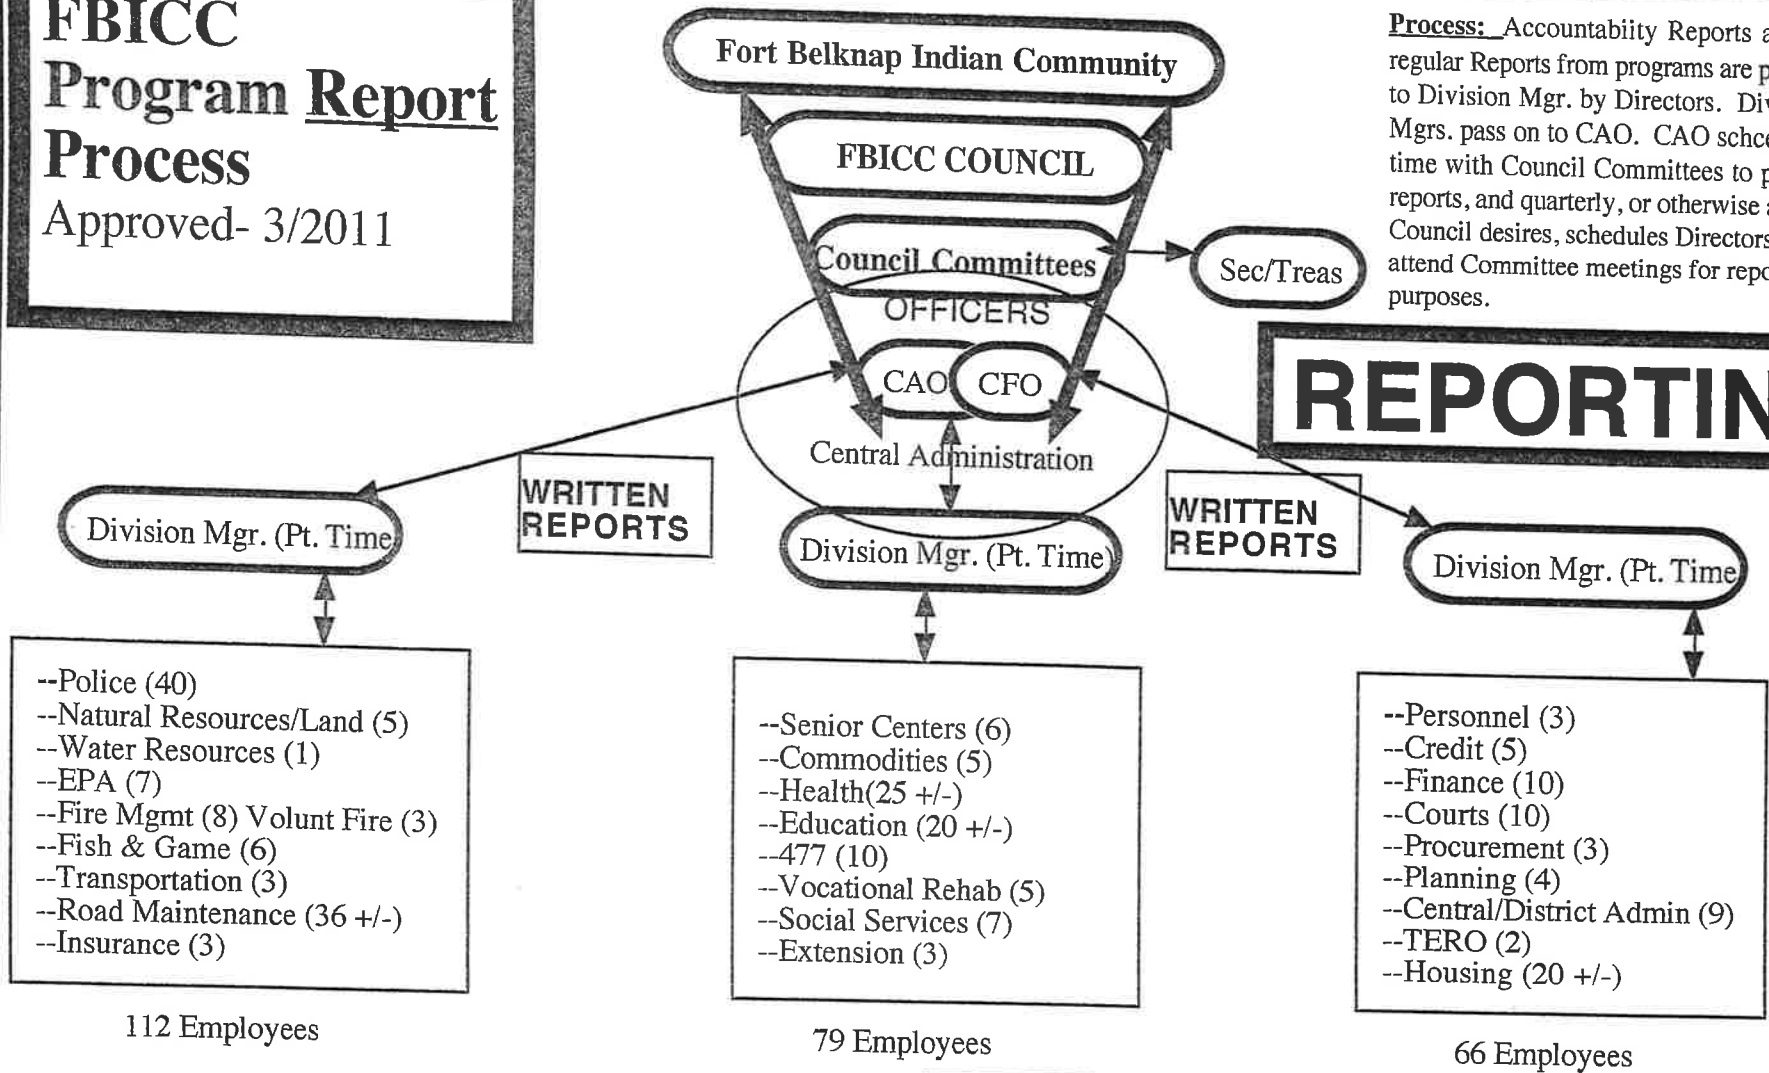 FBICC
Program Report
Process
Approved- 3/2011
Fort Belknap Indian Community
FBICC COUNCIL
Council Committees
Sec/Treas
OFFICERS
CAO
CFO
Central Administration
Process: Accountabiity Reports
regular Reports from programs are
to Division Mgr. by Directors.
Mgrs. pass on to CAO. CAO
time with Council Committees to
reports, and quarterly, or otherwise
Council desires, schedules Directors
attend Committee meetings for
purposes.
REPORTIN
WRITTEN
REPORTS
WRITTEN
REPORTS
Division Mgr. (Pt. Time)
Division Mgr. (Pt. Time)
Division Mgr. (Pt. Time)
--Police (40)
--Natural Resources/Land (5)
--Water Resources (1)
--EPA (7)
--Fire Mgmt (8) Volunt Fire (3)
--Fish & Game (6)
--Transportation (3)
--Road Maintenance (36 +/-)
--Insurance (3)
112 Employees
--Senior Centers (6)
--Commodities (5)
--Health(25 +/-)
--Education (20 +/-)
--477 (10)
--Vocational Rehab (5)
--Social Services (7)
--Extension (3)
79 Employees
--Personnel (3)
--Credit (5)
--Finance (10)
--Courts (10)
--Procurement (3)
--Planning (4)
--Central/District Admin (9)
--TERO (2)
--Housing (20 +/-)
66 Employees